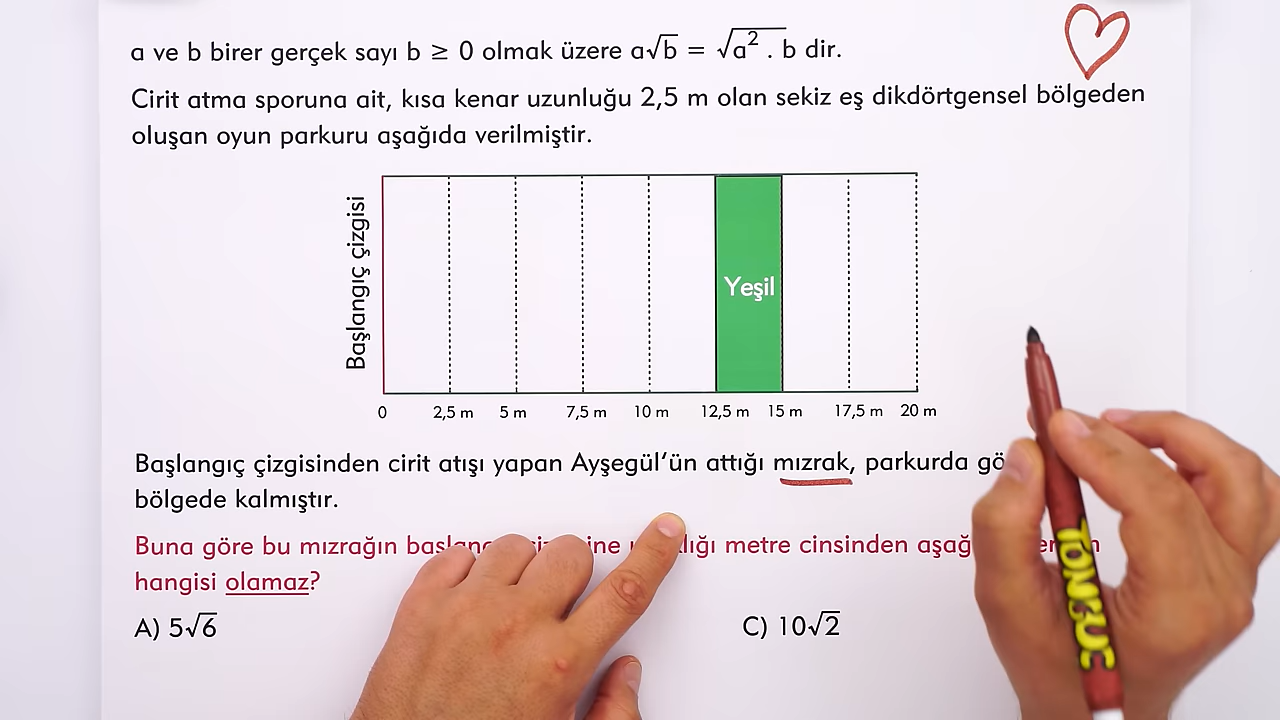 a ve b birer gerçek sayı b ≥ 0 olmak üzere a√b = √a² . b dir.
Cirit atma sporuna ait, kısa kenar uzunluğu 2,5 m olan sekiz eş dikdörtgensel bölgeden
oluşan oyun parkuru aşağıda verilmiştir.
Başlangıç çizgisi
Yeşil
0 2,5 m 5 m 7,5 m 10 m 12,5 m 15 m 17,5 m 20 m
Başlangıç çizgisinden cirit atışı yapan Ayşegül'ün attığı mızrak, parkurda
bölgede kalmıştır.
Buna göre bu mızrağın metre cinsinden
hangisi olamaz?
A) 5√6
C) 10√2
TONGUÇ